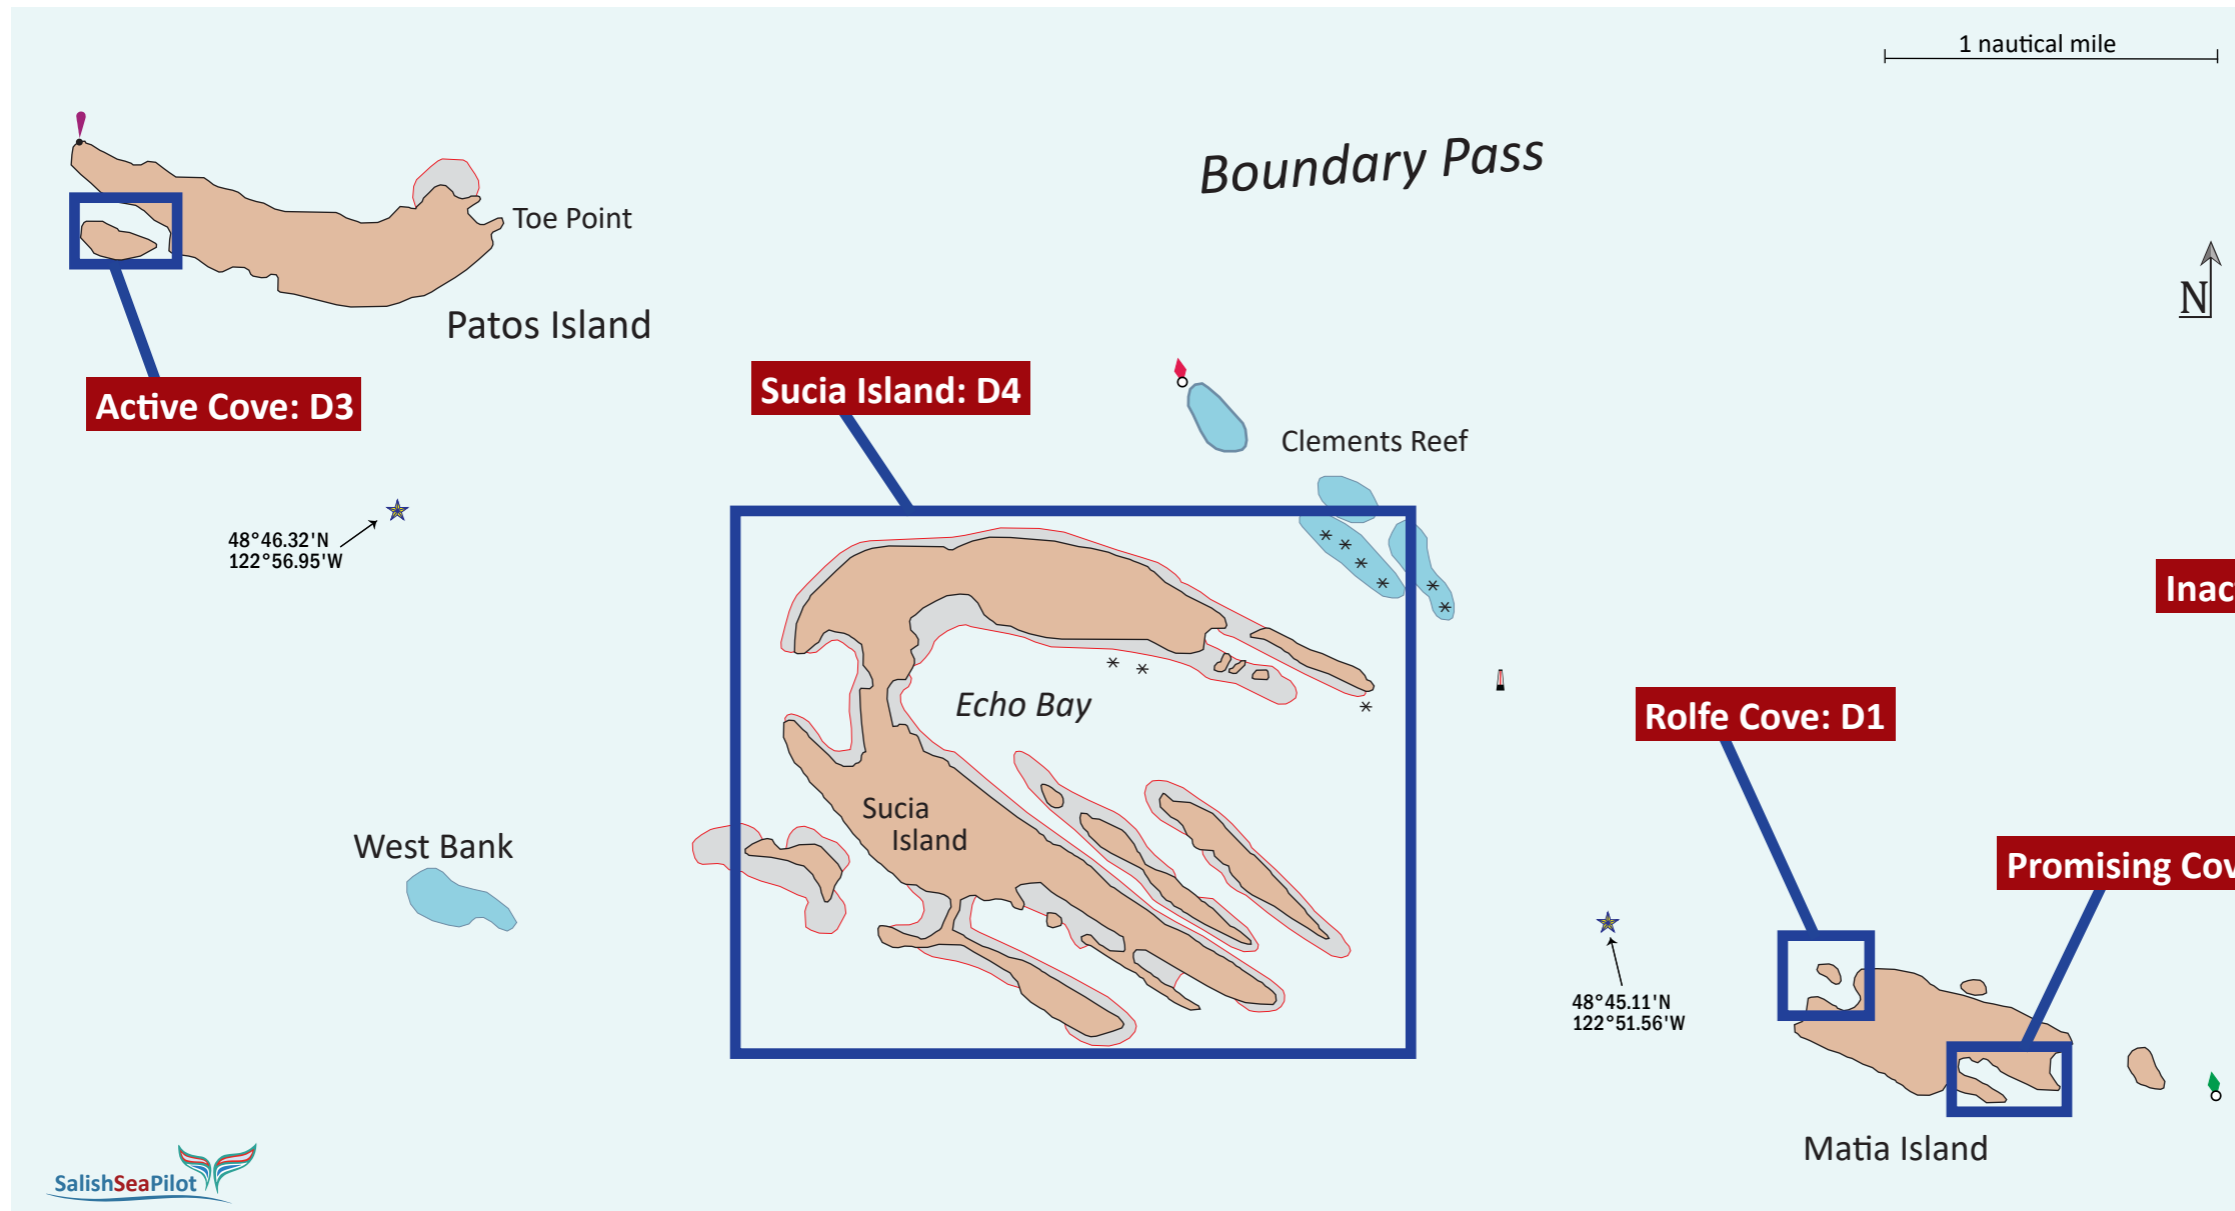 1 nautical mile
Boundary Pass
Toe Point
N
Patos Island
Active Cove: D3
Sucia Island: D4
Clements Reef
48°46.32'N
122°56.95'W
Inac
Echo Bay
Rolfe Cove: D1
Sucia
Island
West Bank
Promising Cov
48°45.11'N
122°51.56'W
Matia Island
SalishSeaPilot